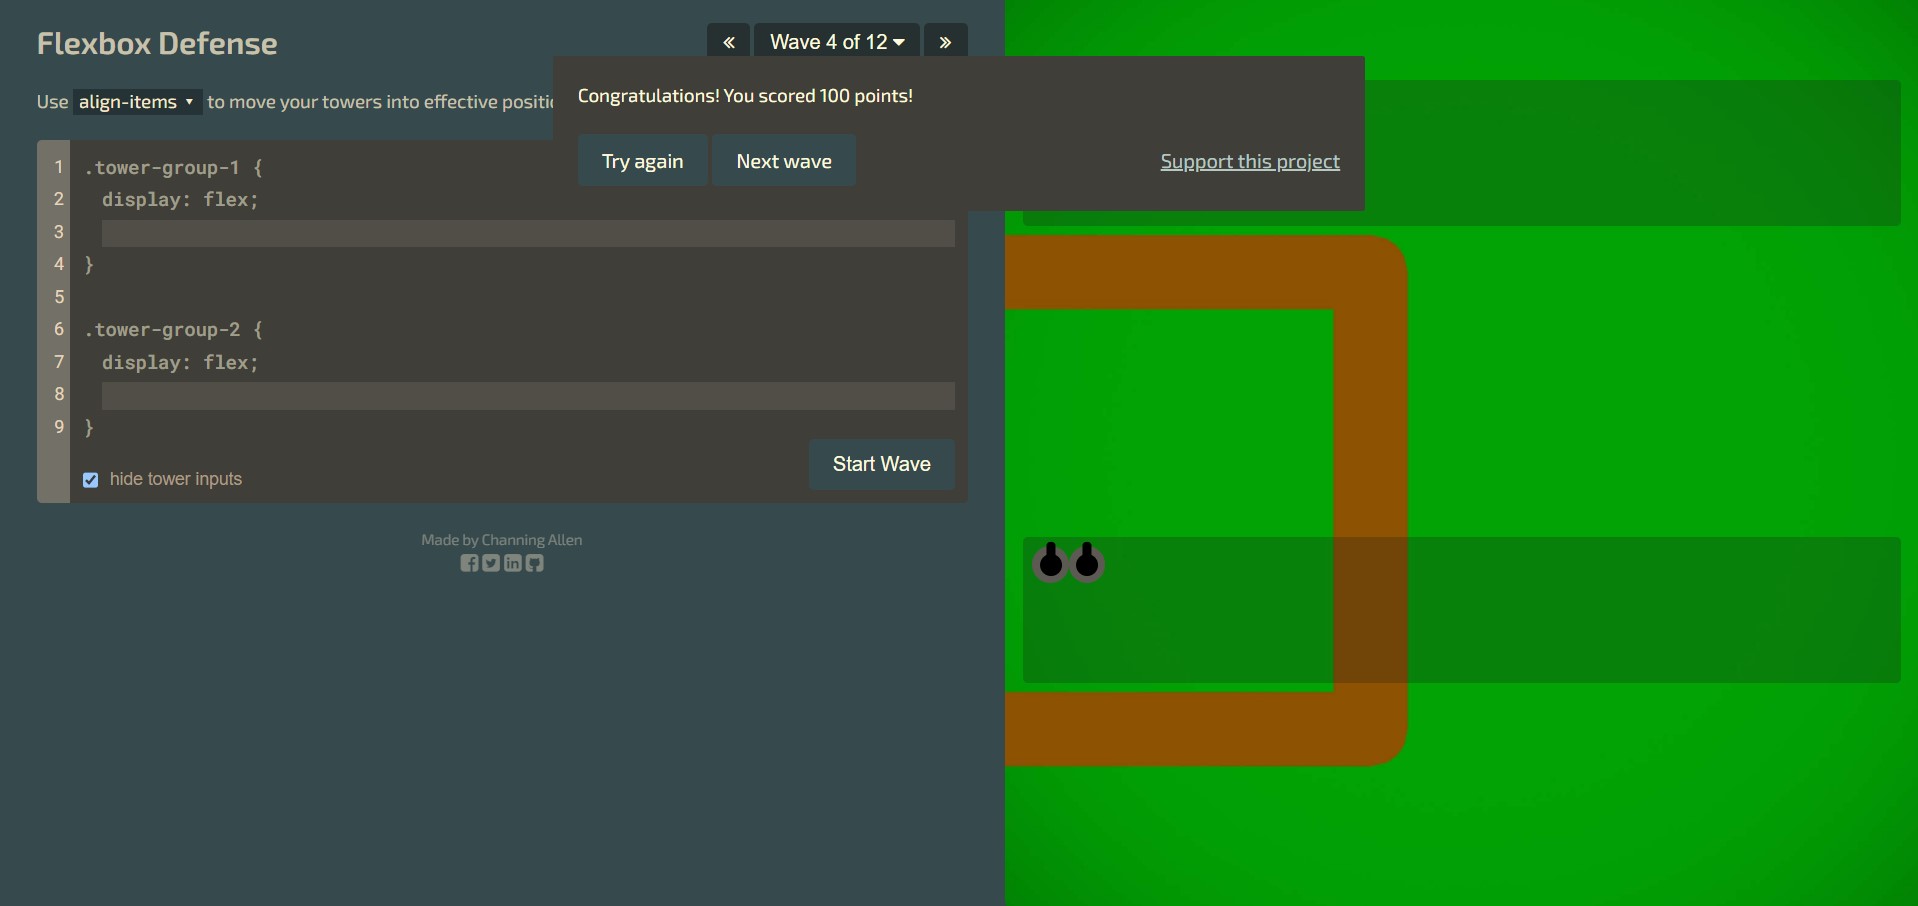 Flexbox Defense
« Wave 4 of 12 »
Use align-items to move your towers into effective
Congratulations! You scored 100 points!
Try again Next wave Support this project
1 .tower-group-1 {
2 display: flex;
3
4 }
5
6 .tower-group-2 {
7 display: flex;
8
9 }
hide tower inputs
Start Wave
Made by Channing Allen